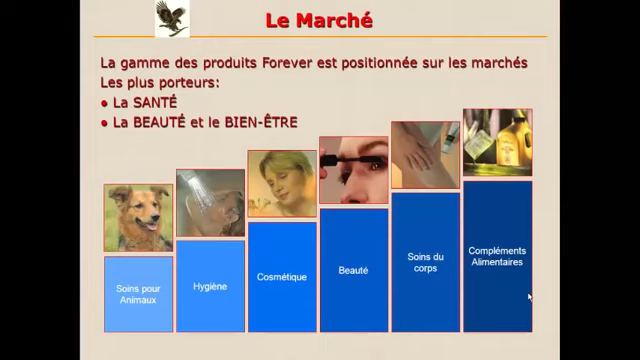 Le Marché
La gamme des produits Forever est positionnée sur les marchés
Les plus porteurs:
● La SANTÉ
● La BEAUTÉ et le BIEN-ÊTRE
Soins pour
Animaux
Hygiène
Cosmétique
Beauté
Soins du
corps
Compléments
Alimentaires